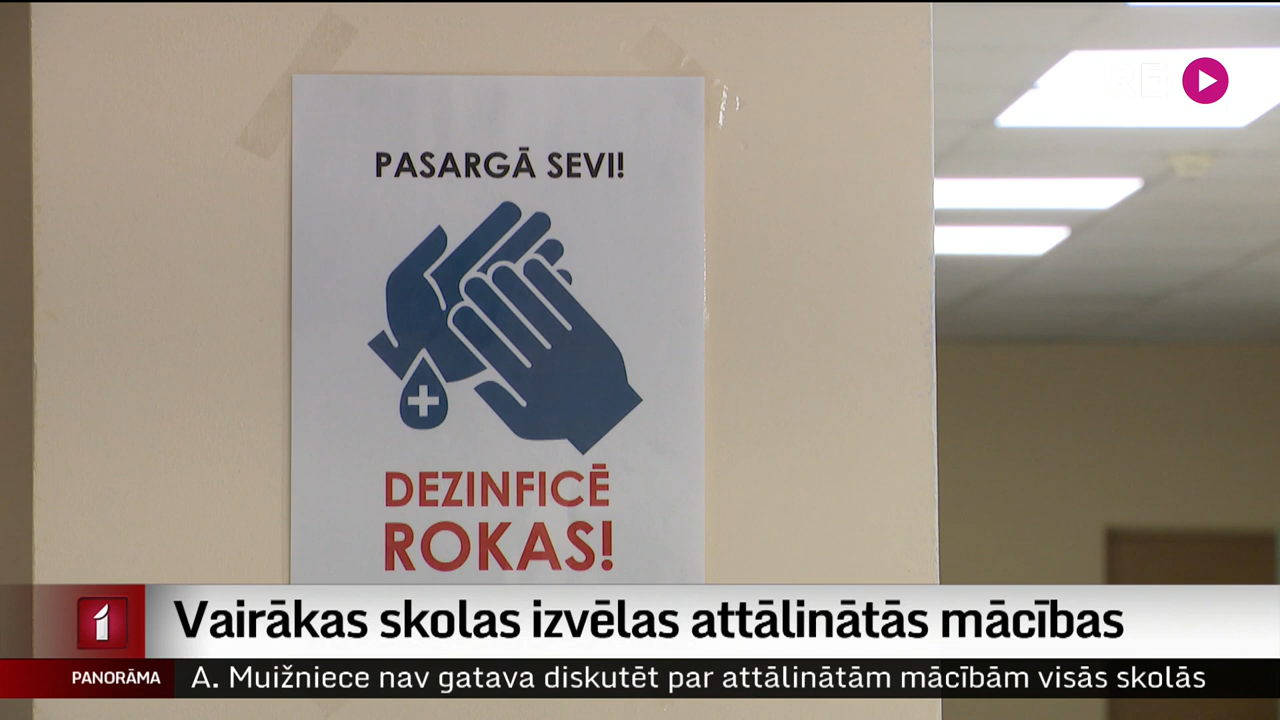 RE
PASARGĀ SEVI!
DEZINFICĒ
ROKAS!
1
Vairākas skolas izvēlas attālinātās mācības
PANORĀMA
A. Muižniece nav gatava diskutēt par attālinātām mācībām visās skolās